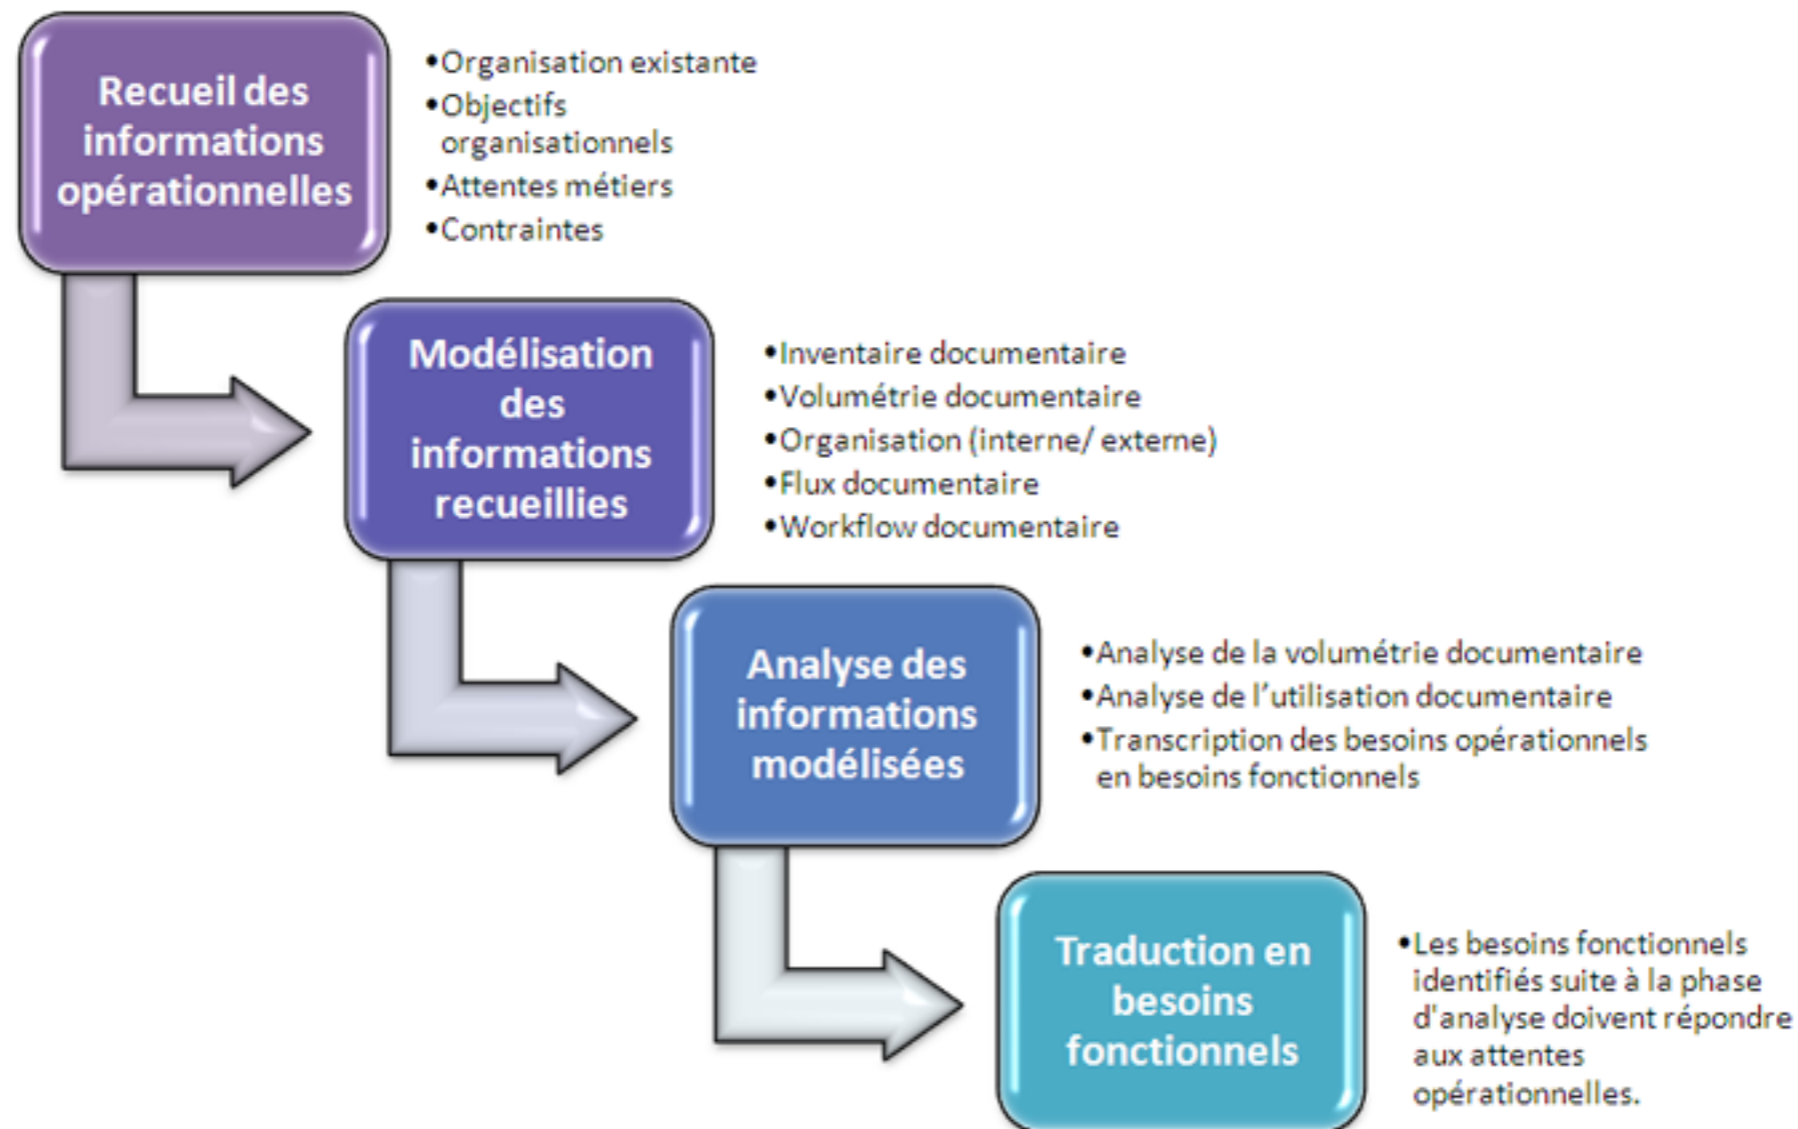 Recueil des
informations
opérationnelles
•Organisation existante
•Objectifs
organisationnels
•Attentes métiers
•Contraintes
Modélisation
des
informations
recueillies
•Inventaire documentaire
•Volumétrie documentaire
•Organisation (interne/ externe)
•Flux documentaire
•Workflow documentaire
Analyse des
informations
modélisées
•Analyse de la volumétrie documentaire
•Analyse de l’utilisation documentaire
•Transcription des besoins opérationnels
en besoins fonctionnels
Traduction en
besoins
fonctionnels
•Les besoins fonctionnels
identifiés suite à la phase
d'analyse doivent répondre
aux attentes
opérationnelles.